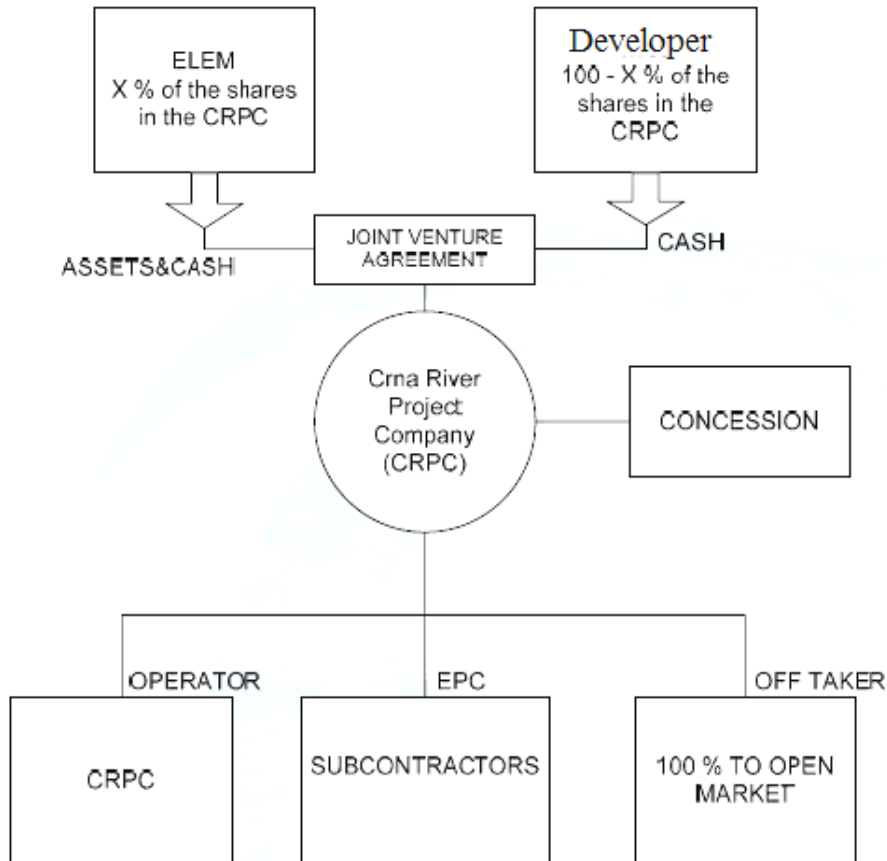 ELEM
X % of the shares
in the CRPC
Developer
100 - X % of the
shares in the
CRPC
JOINT VENTURE
AGREEMENT
ASSETS&CASH
CASH
Crna River
Project
Company
(CRPC)
CONCESSION
OPERATOR
EPC
OFF TAKER
CRPC
SUBCONTRACTORS
100 % TO OPEN
MARKET